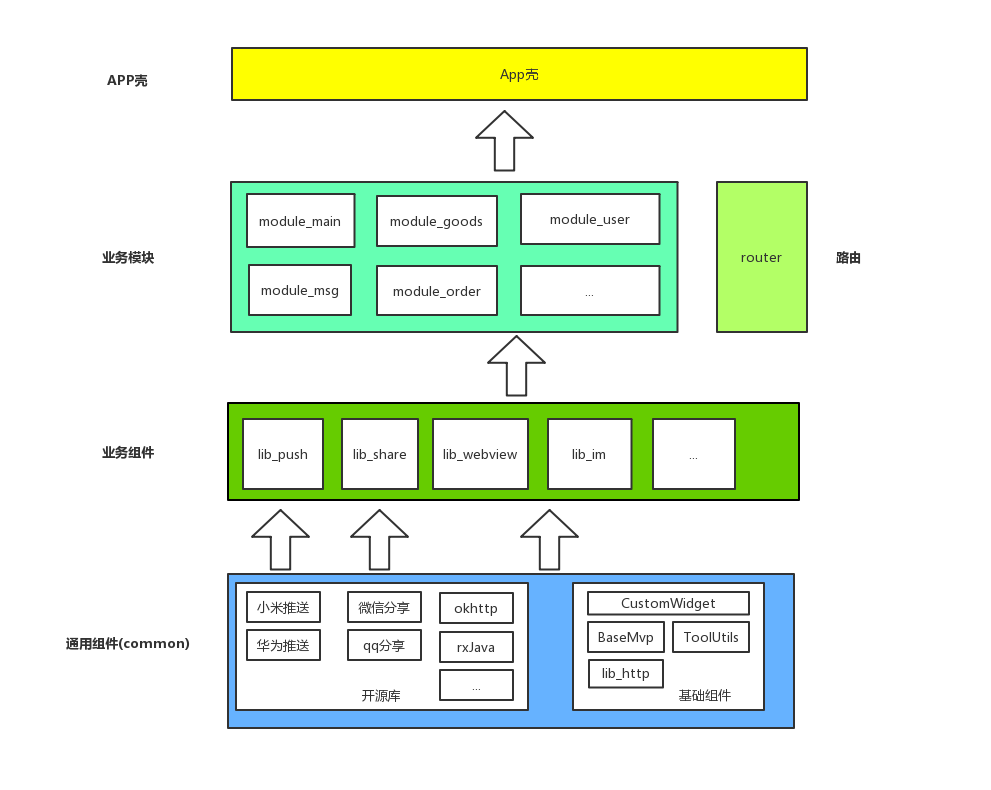 APP壳
App壳
业务模块
module_main
module_goods
module_user
module_msg
module_order
...
router
路由
业务组件
lib_push
lib_share
lib_webview
lib_im
...
通用组件(common)
小米推送
微信分享
okhttp
华为推送
qq分享
rxJava
...
开源库
CustomWidget
BaseMvp
ToolUtils
lib_http
基础组件